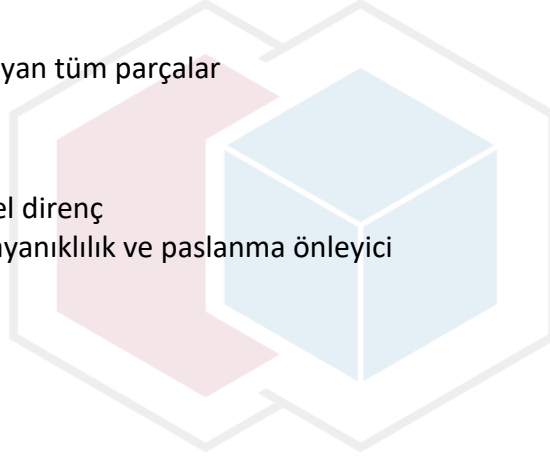 yan tüm parçalar
el direnç
yanıklılık ve paslanma önleyici